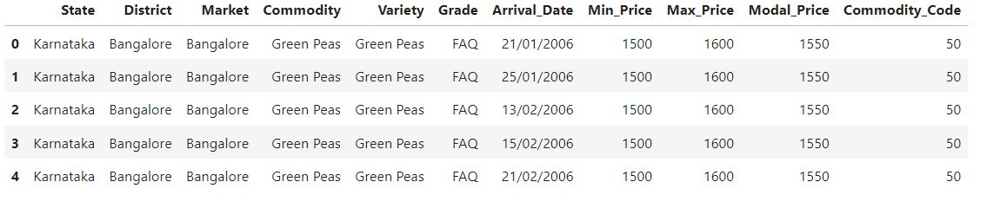 State District Market Commodity Variety Grade Arrival_Date Min_Price Max_Price Modal_Price Commodity_Code
0 Karnataka Bangalore Bangalore Green Peas Green Peas FAQ 21/01/2006 1500 1600 1550 50
1 Karnataka Bangalore Bangalore Green Peas Green Peas FAQ 25/01/2006 1500 1600 1550 50
2 Karnataka Bangalore Bangalore Green Peas Green Peas FAQ 13/02/2006 1500 1600 1550 50
3 Karnataka Bangalore Bangalore Green Peas Green Peas FAQ 15/02/2006 1500 1600 1550 50
4 Karnataka Bangalore Bangalore Green Peas Green Peas FAQ 21/02/2006 1500 1600 1550 50